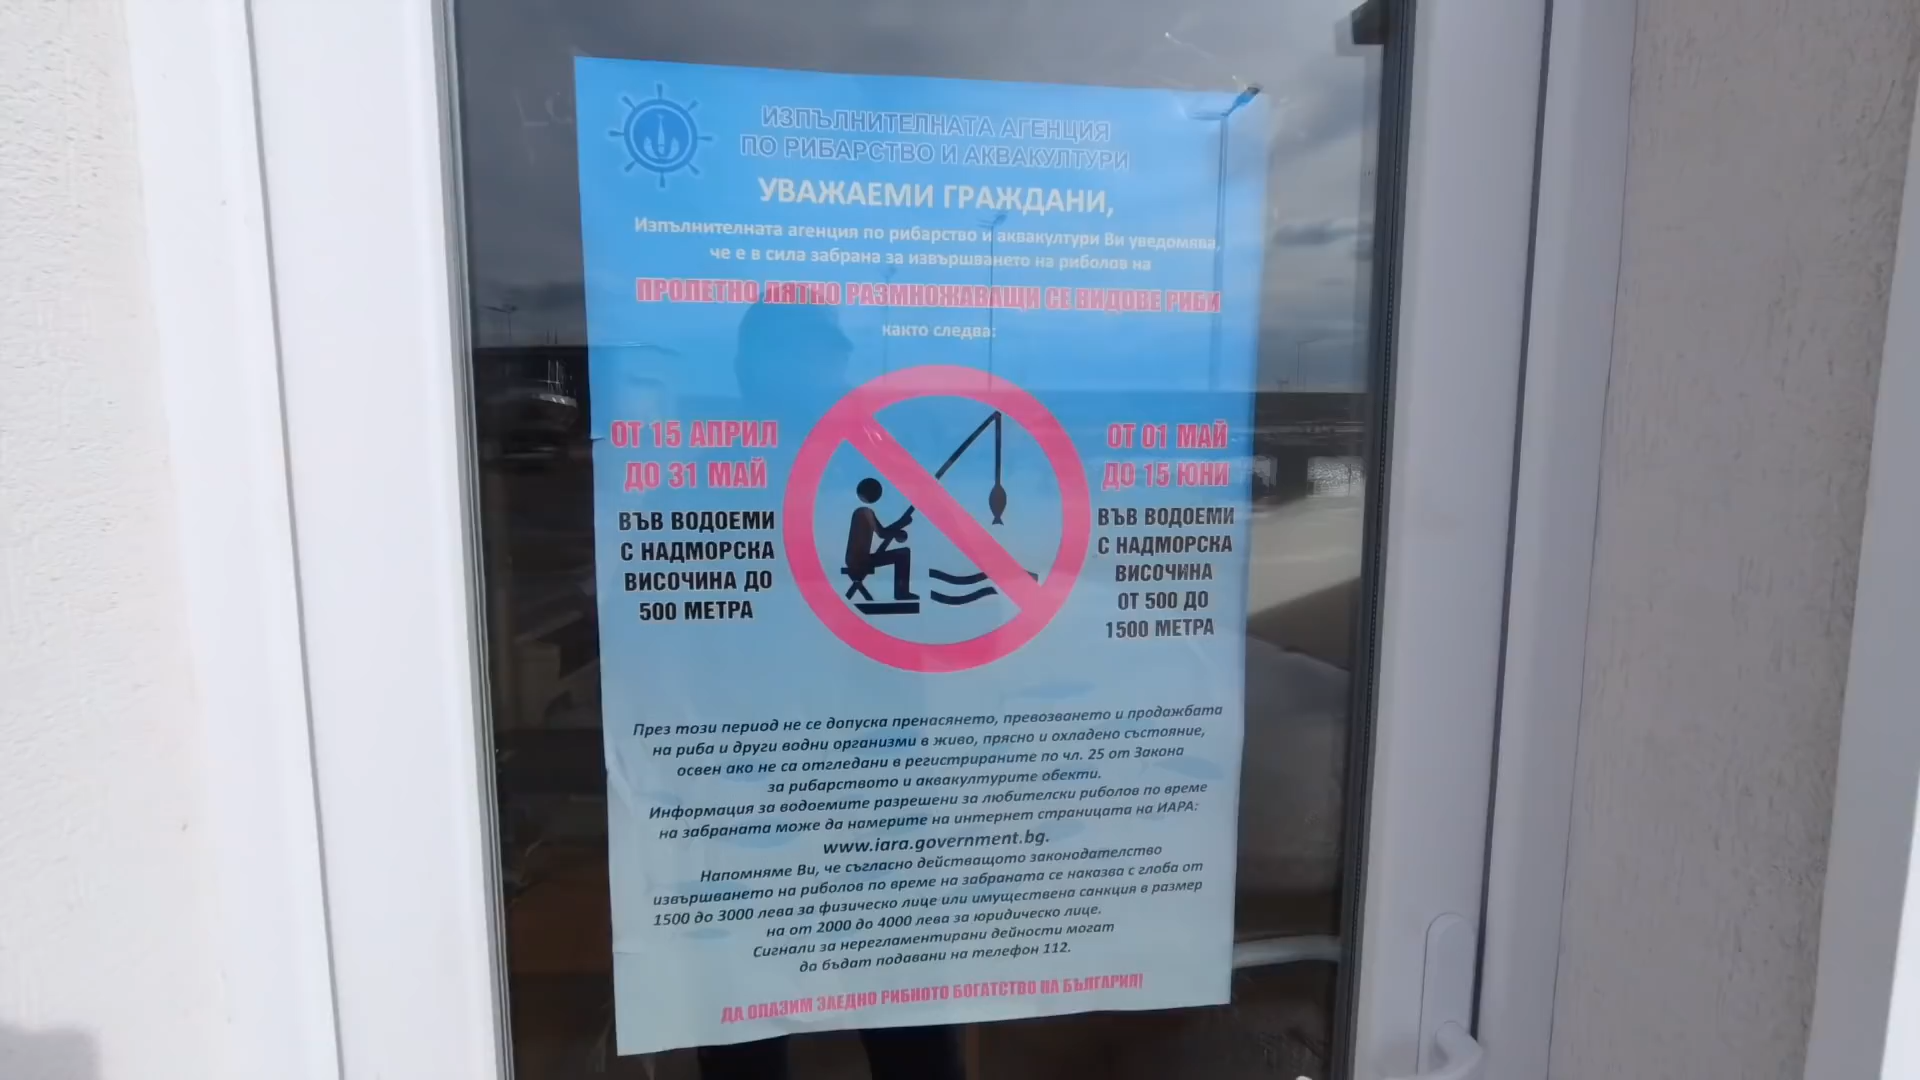 ИЗПЪЛНИТЕЛНАТА АГЕНЦИЯ
ПО РИБАРСТВО И АКВАКУЛТУРИ
УВАЖАЕМИ ГРАЖДАНИ,
Изпълнителната агенция по рибарство и аквакултури Ви уведомява,
че е в сила забрана за извършването на риболов на
ПРОЛЕТНО ЛЯТНО РАЗМНОЖАВАЩИ СЕ ВИДОВЕ РИБИ
както следва:
ОТ 15 АПРИЛ
ДО 31 МАЙ
ВЪВ ВОДОЕМИ
С НАДМОРСКА
ВИСОЧИНА ДО
500 МЕТРА
ОТ 01 МАЙ
ДО 15 ЮНИ
ВЪВ ВОДОЕМИ
С НАДМОРСКА
ВИСОЧИНА
ОТ 500 ДО
1500 МЕТРА
През този период не се допуска пренасянето, превозването и продажбата
на риба и други водни организми в живо, прясно и охладено състояние,
освен ако не са отгледани в регистрираните по чл. 25 от Закона
за рибарството и аквакултурите обекти.
Информация за водоемите разрешени за любителски риболов по време
на забраната може да намерите на интернет страницата на ИАРА:
www.iara.government.bg.
Напомняме Ви, че съгласно действащото законодателство
извършването на риболов по време на забраната се наказва с глоба от
1500 до 3000 лева за физическо лице или имуществена санкция в размер
на от 2000 до 4000 лева за юридическо лице.
Сигнали за нерегламентирани дейности могат
да бъдат подавани на телефон 112.
ДА ОПАЗИМ ЗАЕДНО РИБНОТО БОГАТСТВО НА БЪЛГАРИЯ!